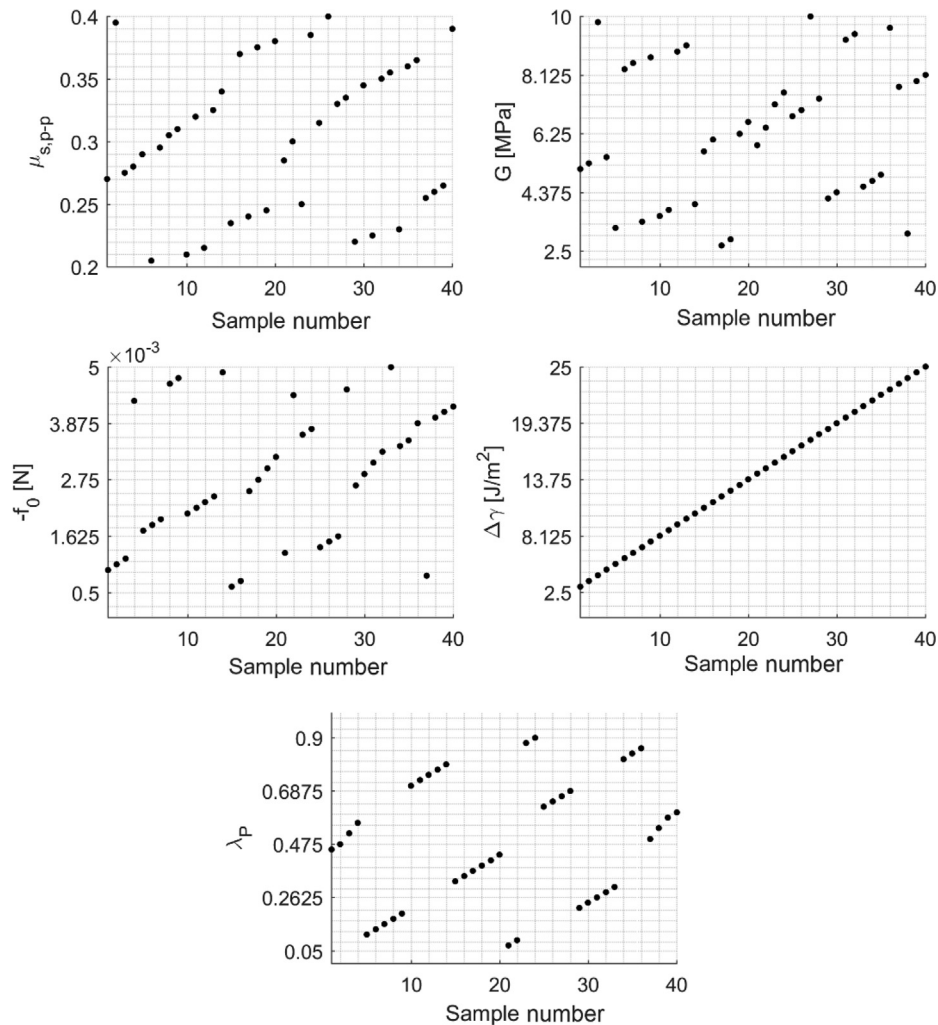 0.4
0.35
0.3
0.25
0.2
μs,p-p
10 20 30 40
Sample number
10
8.125
6.25
4.375
2.5
G [MPa]
10 20 30 40
Sample number
×10-3
5
3.875
2.75
1.625
0.5
-f0 [N]
10 20 30 40
Sample number
25
19.375
13.75
8.125
2.5
Δγ [J/m2]
10 20 30 40
Sample number
0.9
0.6875
0.475
0.2625
0.05
λP
10 20 30 40
Sample number